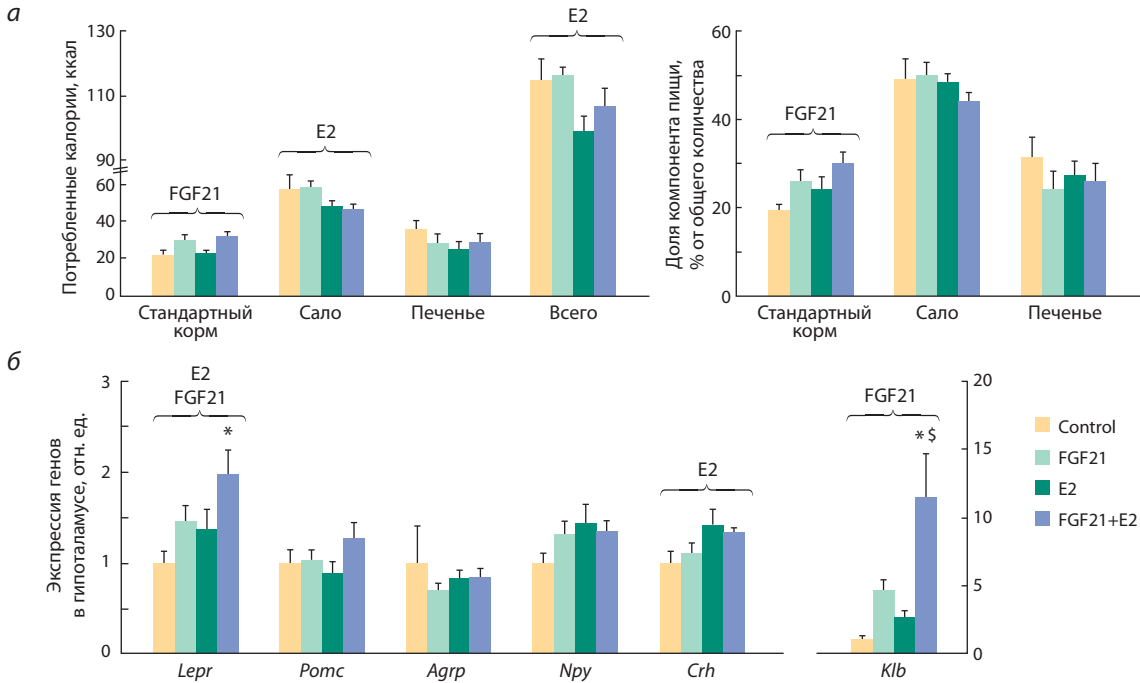 а
Потребленные калории, ккал
130
110
90
60
40
20
0
FGF21
E2
E2
Стандартный
корм
Сало
Печенье
Всего
Доля компонента пищи,
% от общего количества
60
40
20
0
FGF21
Стандартный
корм
Сало
Печенье
б
Экспрессия генов
в гипоталамусе, отн. ед.
3
2
1
0
E2
FGF21
*
E2
Lepr
Pomc
Agrp
Npy
Crh
FGF21
* $
Klb
20
15
10
5
0
Control
FGF21
E2
FGF21+E2